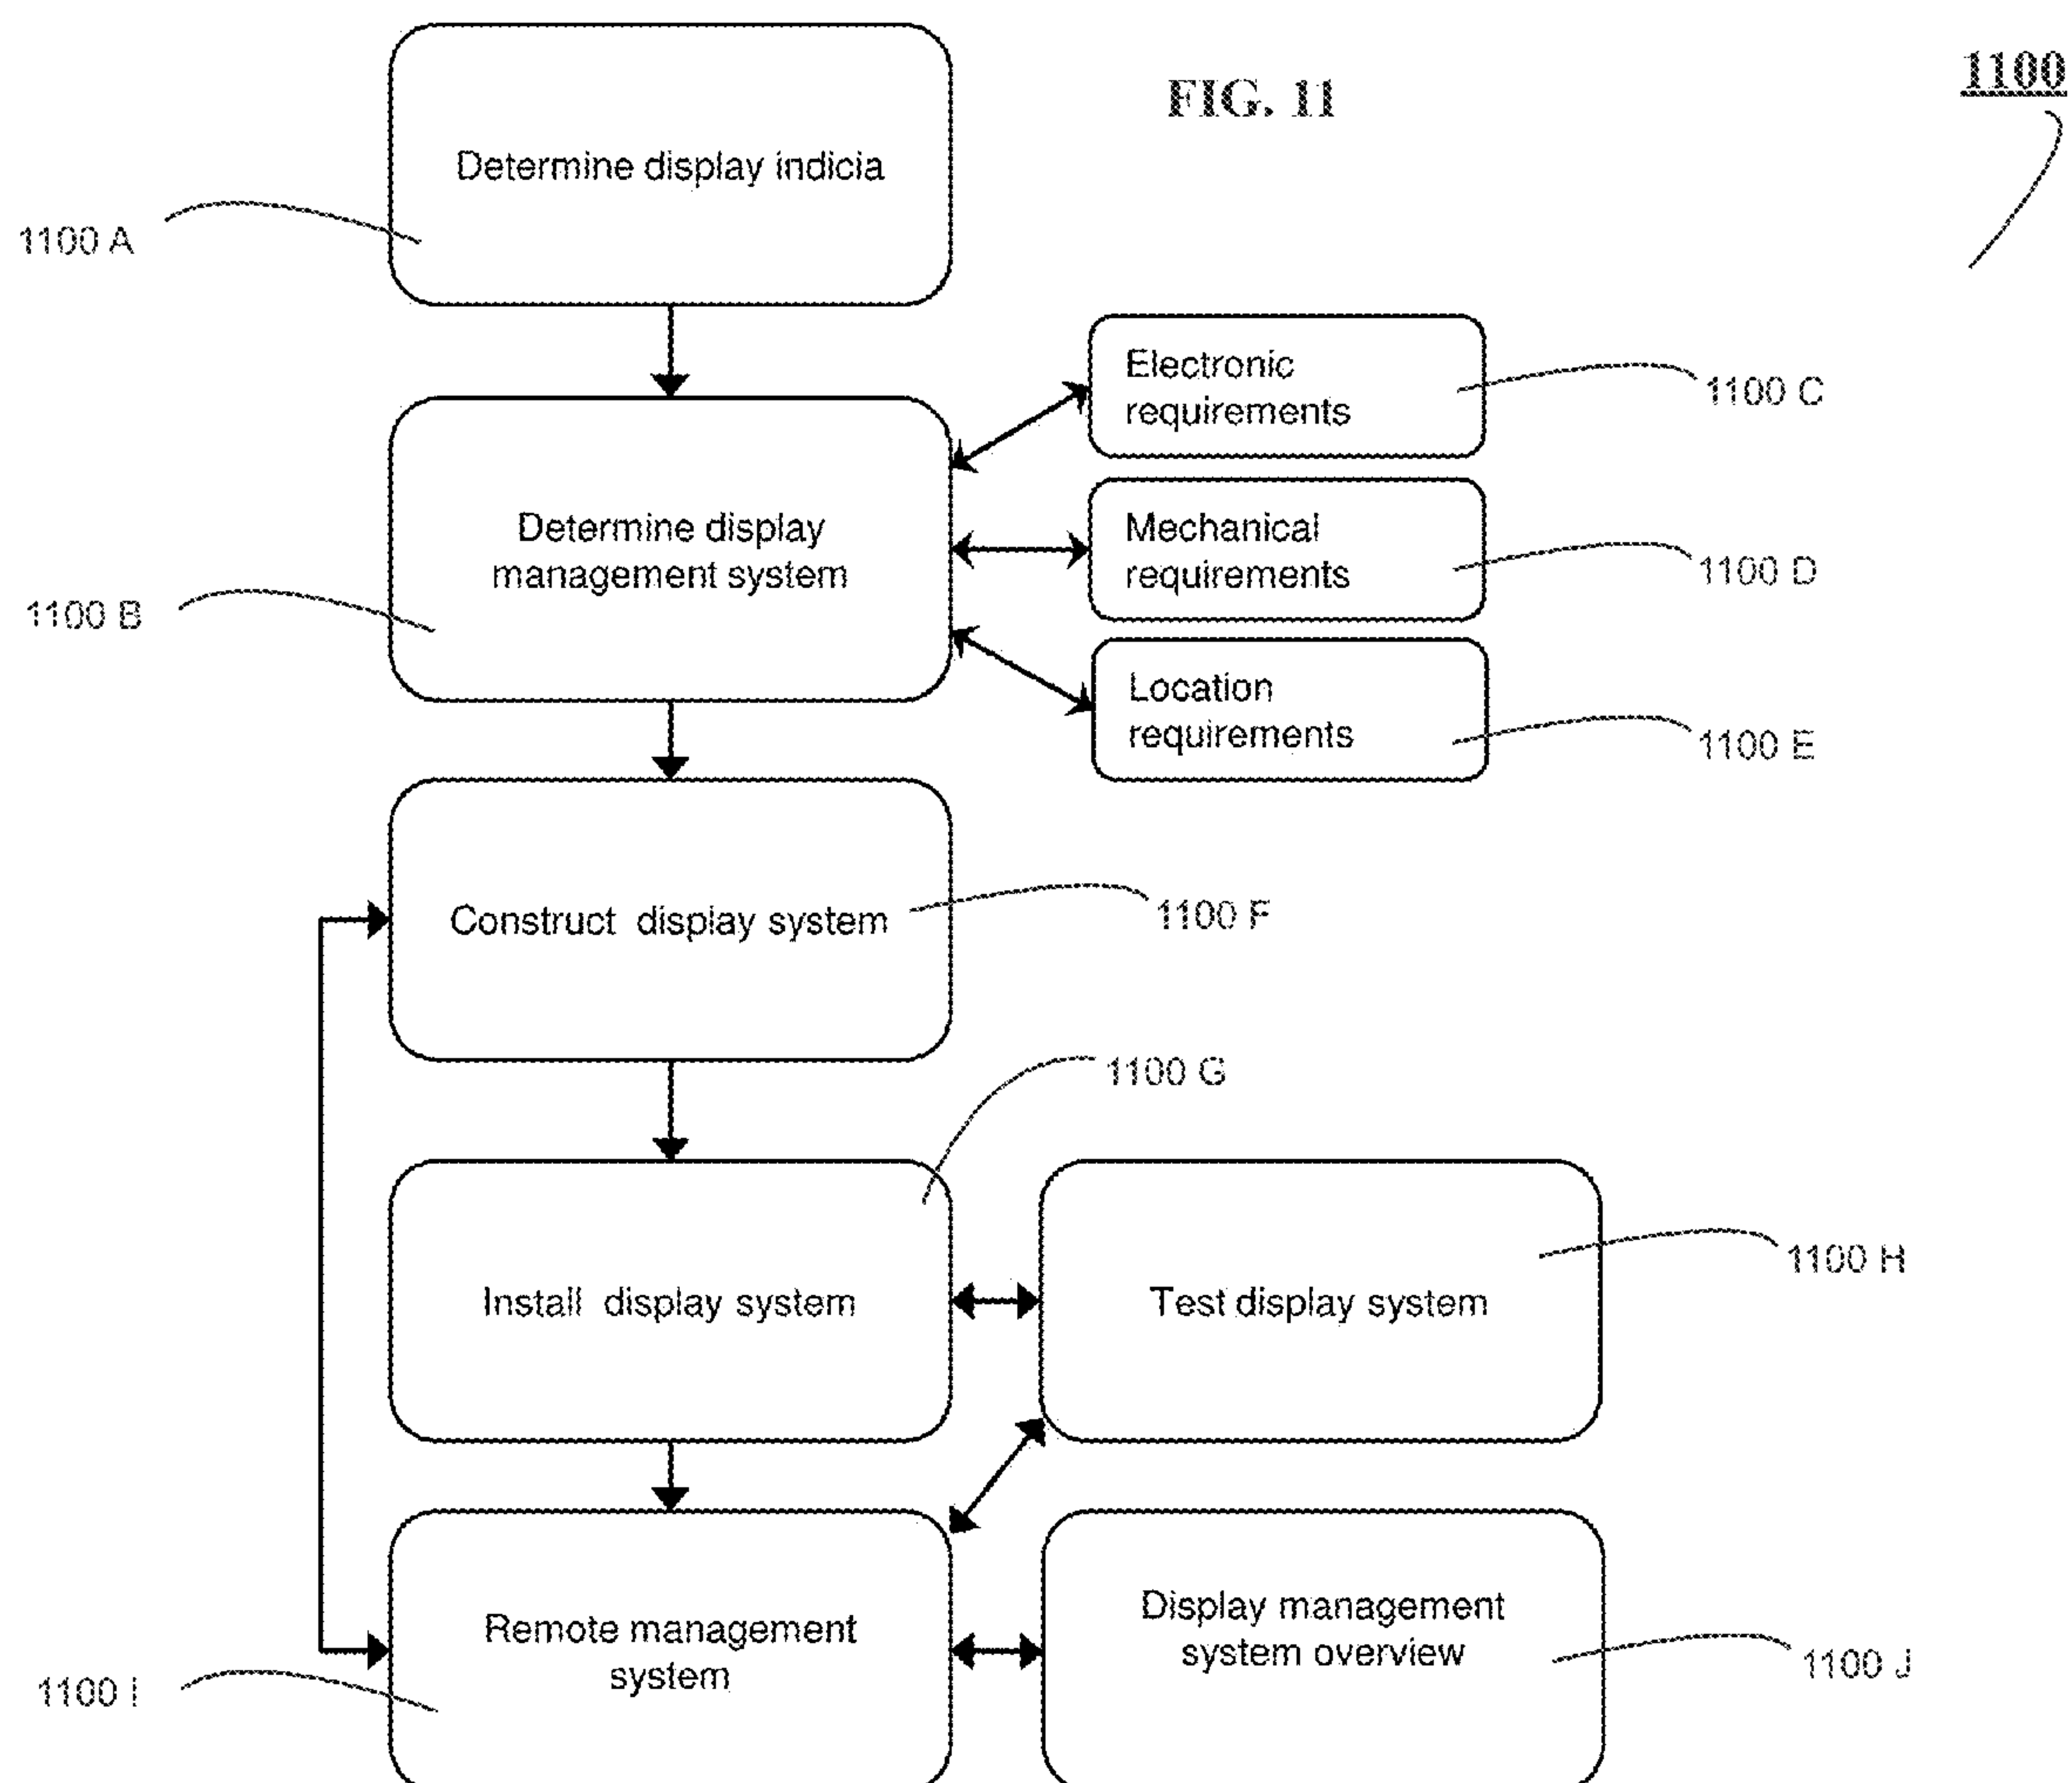 FIG. 11
1100
Determine display indicia
1100 A
Electronic
requirements
1100 C
Determine display
management system
1100 B
Mechanical
requirements
1100 D
Location
requirements
1100 E
Construct display system
1100 F
1100 G
Install display system
Test display system
1100 H
Remote management
system
1100 I
Display management
system overview
1100 J